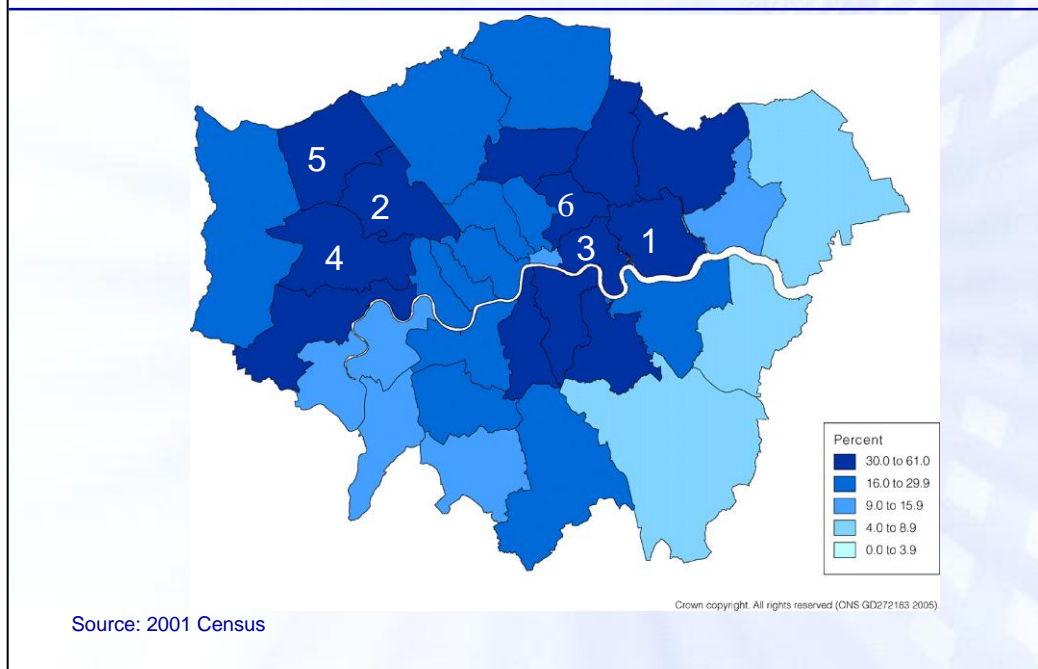 5
2
6
4
3
1
Percent
30.0 to 61.0
16.0 to 29.9
9.0 to 15.9
4.0 to 8.9
0.0 to 3.9
Crown copyright. All rights reserved (ONS GD272183 2005).
Source: 2001 Census